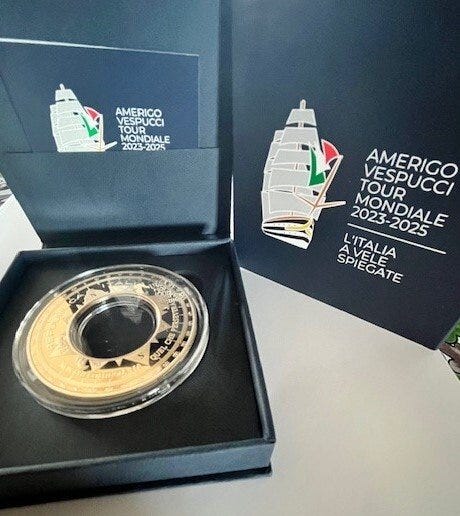 AMERIGO
VESPUCCI
TOUR
MONDIALE
2023-2025
AMERIGO
VESPUCCI
TOUR
MONDIALE
2023-2025
L'ITALIA
A VELE
SPIEGATE